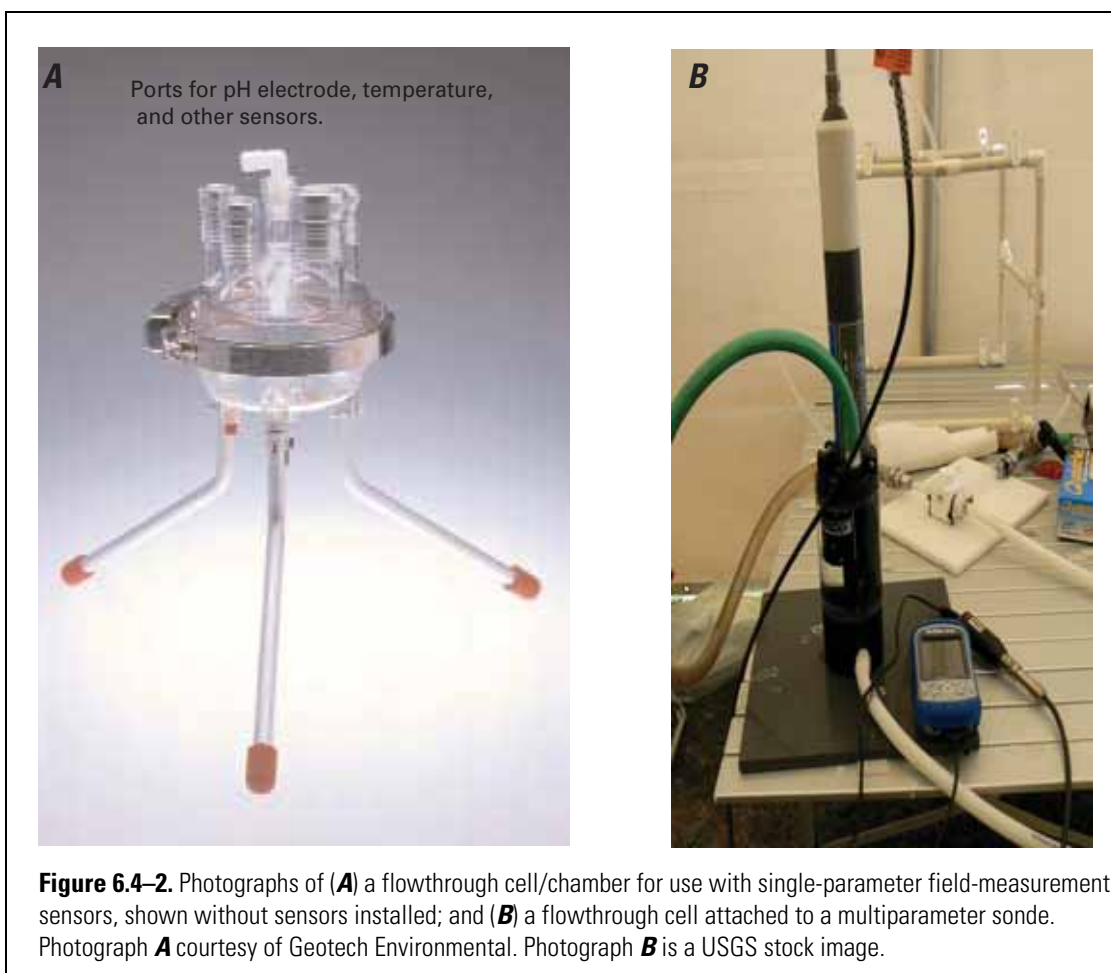 A
Ports for pH electrode, temperature,
and other sensors.
B
Figure 6.4–2. Photographs of (A) a flowthrough cell/chamber for use with single-parameter field-measurement
sensors, shown without sensors installed; and (B) a flowthrough cell attached to a multiparameter sonde.
Photograph A courtesy of Geotech Environmental. Photograph B is a USGS stock image.